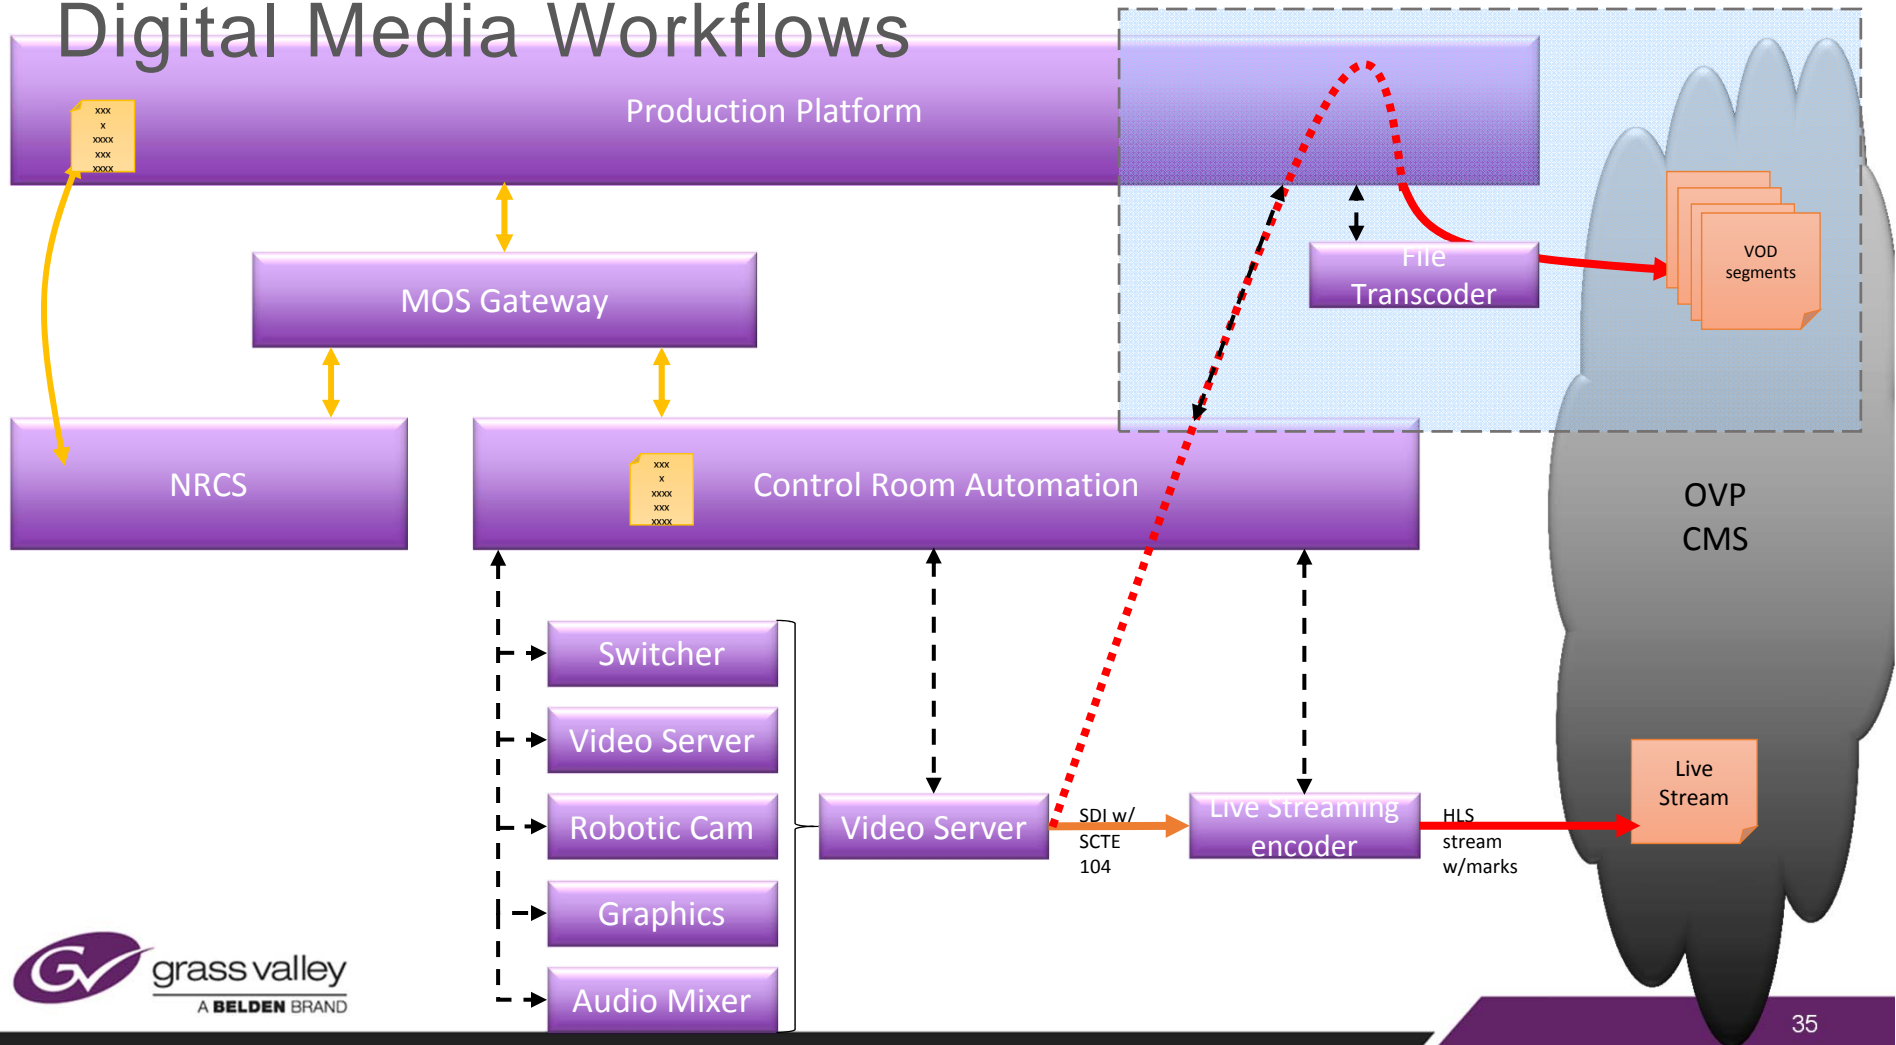 Digital Media Workflows
Production Platform
xxx
x
xxxx
xxx
xxxx
File
Transcoder
VOD
segments
MOS Gateway
NRCS
xxx
x
xxxx
xxx
xxxx
Control Room Automation
OVP
CMS
Switcher
Video Server
Robotic Cam
Graphics
Audio Mixer
Video Server
SDI w/
SCTE
104
Live Streaming
encoder
HLS
stream
w/marks
Live
Stream
GV
grass valley
A BELDEN BRAND
35